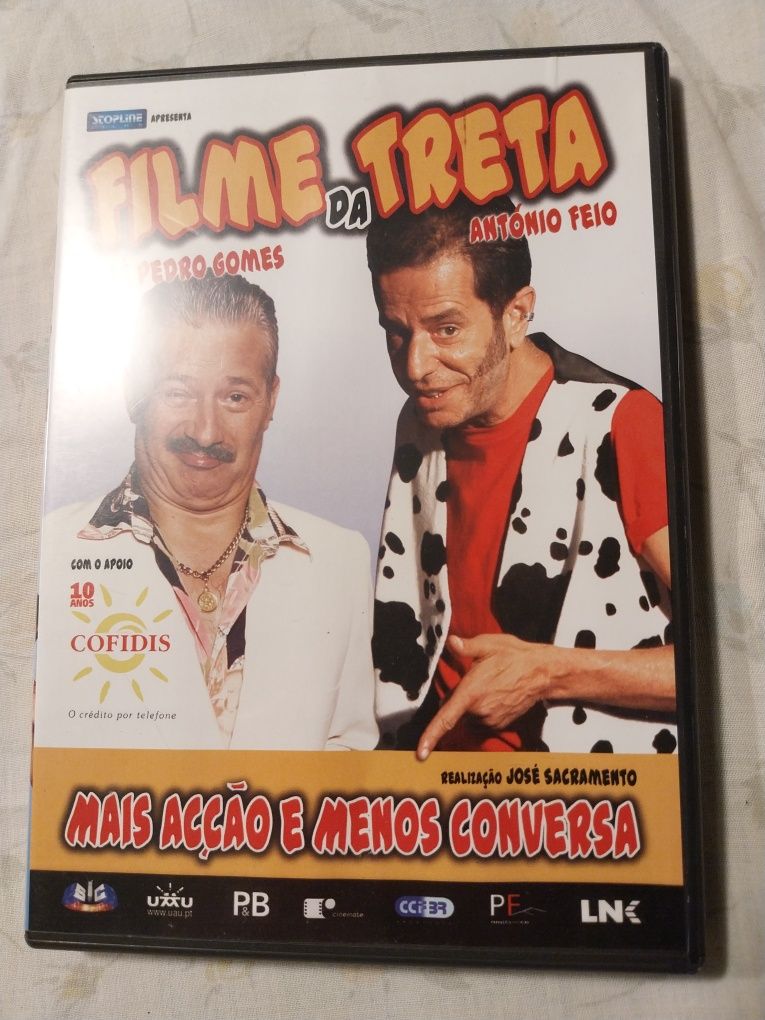 STOPLINE APRESENTA
FILME DA TRETA
ANTÓNIO FEIO
PEDRO GOMES
COM O APOIO
10
ANOS
COFIDIS
O crédito por telefone
REALIZAÇÃO JOSÉ SACRAMENTO
MAIS ACÇÃO E MENOS CONVERSA
UAU
www.uau.pt
P&B
cinemate
PF
LNK